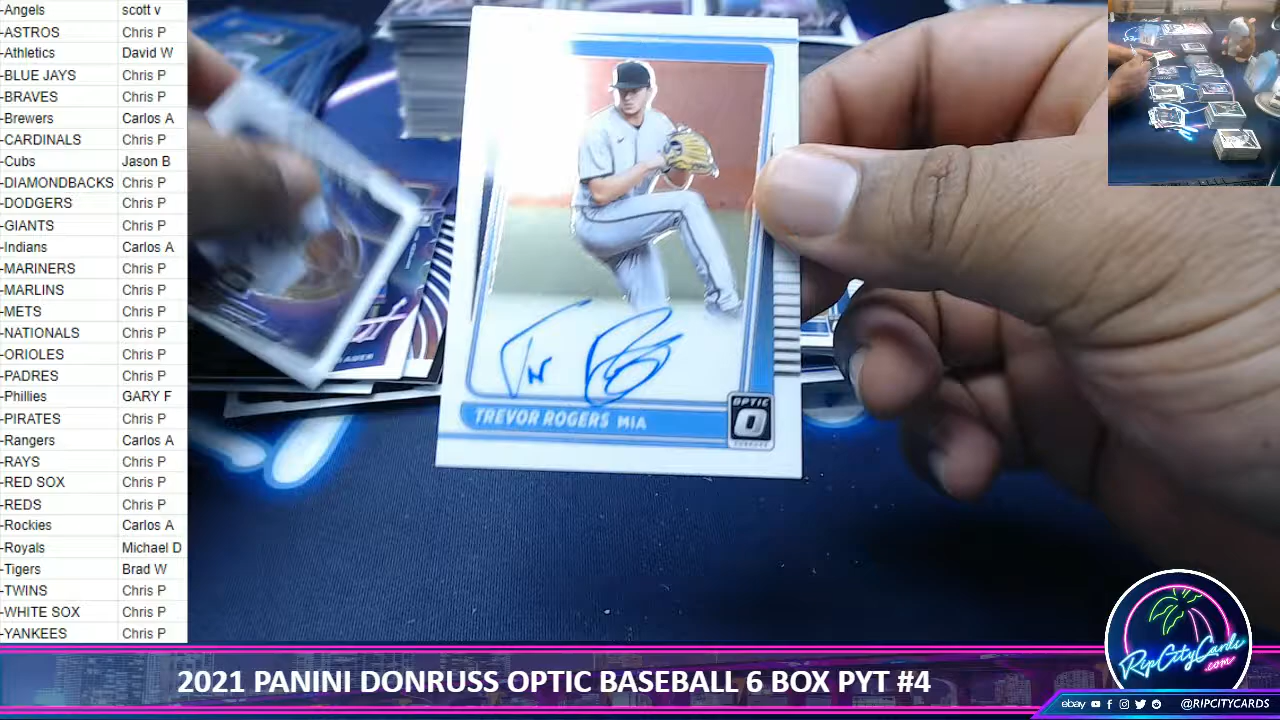 -Angels scott v
-ASTROS Chris P
-Athletics David W
-BLUE JAYS Chris P
-BRAVES Chris P
-Brewers Carlos A
-CARDINALS Chris P
-Cubs Jason B
-DIAMONDBACKS Chris P
-DODGERS Chris P
-GIANTS Chris P
-Indians Carlos A
-MARINERS Chris P
-MARLINS Chris P
-METS Chris P
-NATIONALS Chris P
-ORIOLES Chris P
-PADRES Chris P
-Phillies GARY F
-PIRATES Chris P
-Rangers Carlos A
-RAYS Chris P
-RED SOX Chris P
-REDS Chris P
-Rockies Carlos A
-Royals Michael D
-Tigers Brad W
-TWINS Chris P
-WHITE SOX Chris P
-YANKEES Chris P
TREVOR ROGERS MIA
OPTIC
DONRUSS
RipCityCards
.com
2021 PANINI DONRUSS OPTIC BASEBALL 6 BOX PYT #4
ebay @RIPCITYCARDS